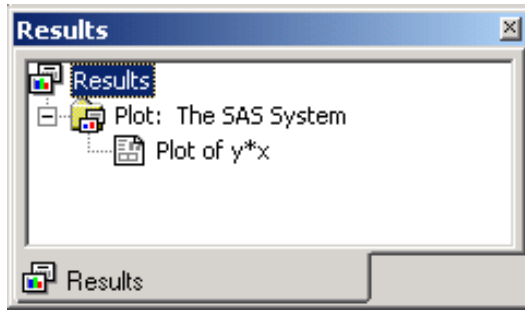 Results
Results
Plot: The SAS System
Plot of y*x
Results